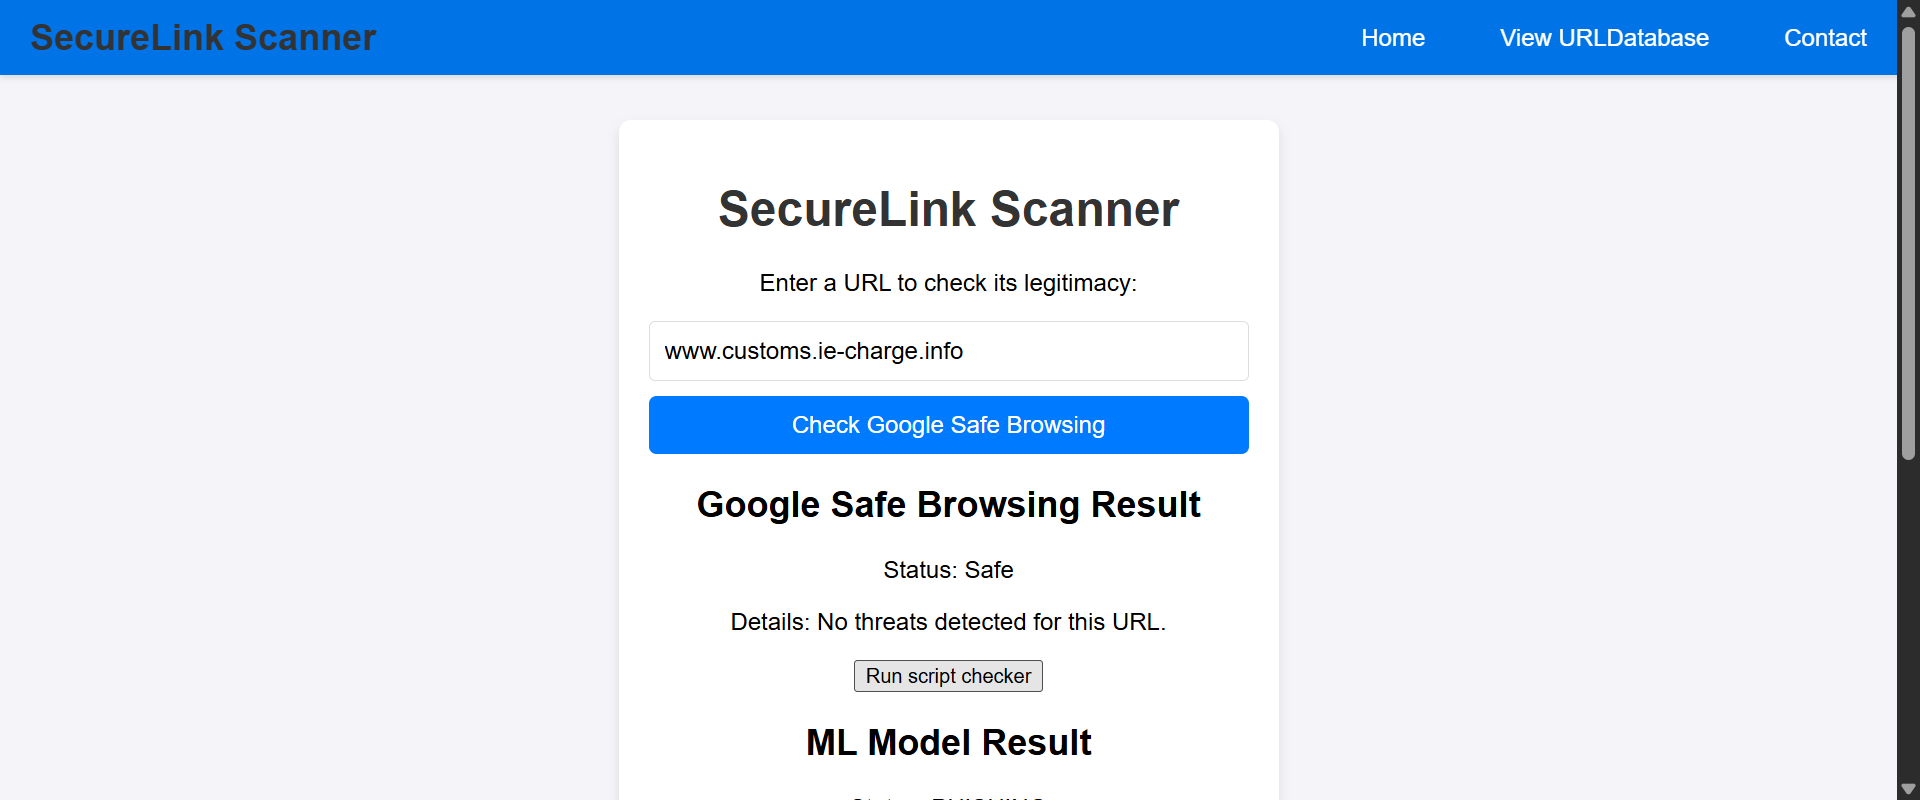 SecureLink Scanner
Home
View URLDatabase
Contact
SecureLink Scanner
Enter a URL to check its legitimacy:
www.customs.ie-charge.info
Check Google Safe Browsing
Google Safe Browsing Result
Status: Safe
Details: No threats detected for this URL.
Run script checker
ML Model Result